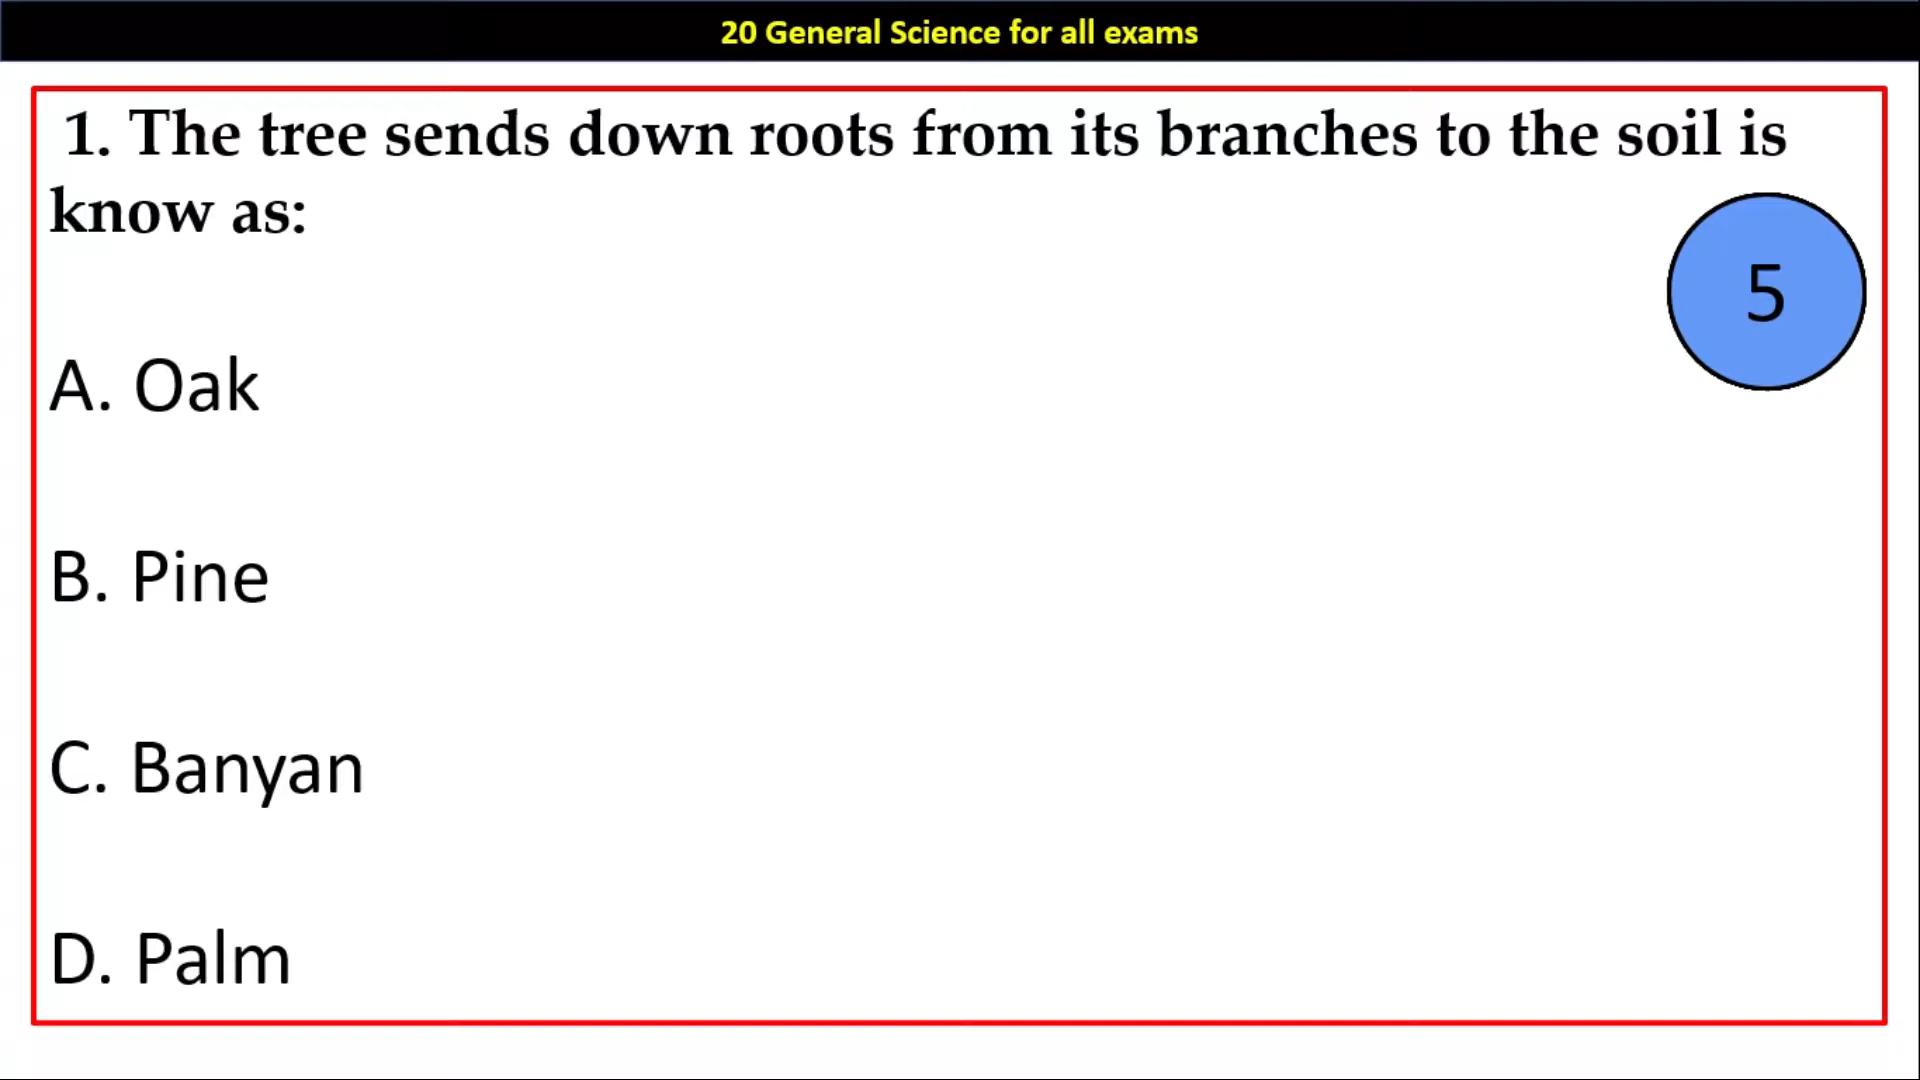 20 General Science for all exams
1. The tree sends down roots from its branches to the soil is
know as:
5
A. Oak
B. Pine
C. Banyan
D. Palm